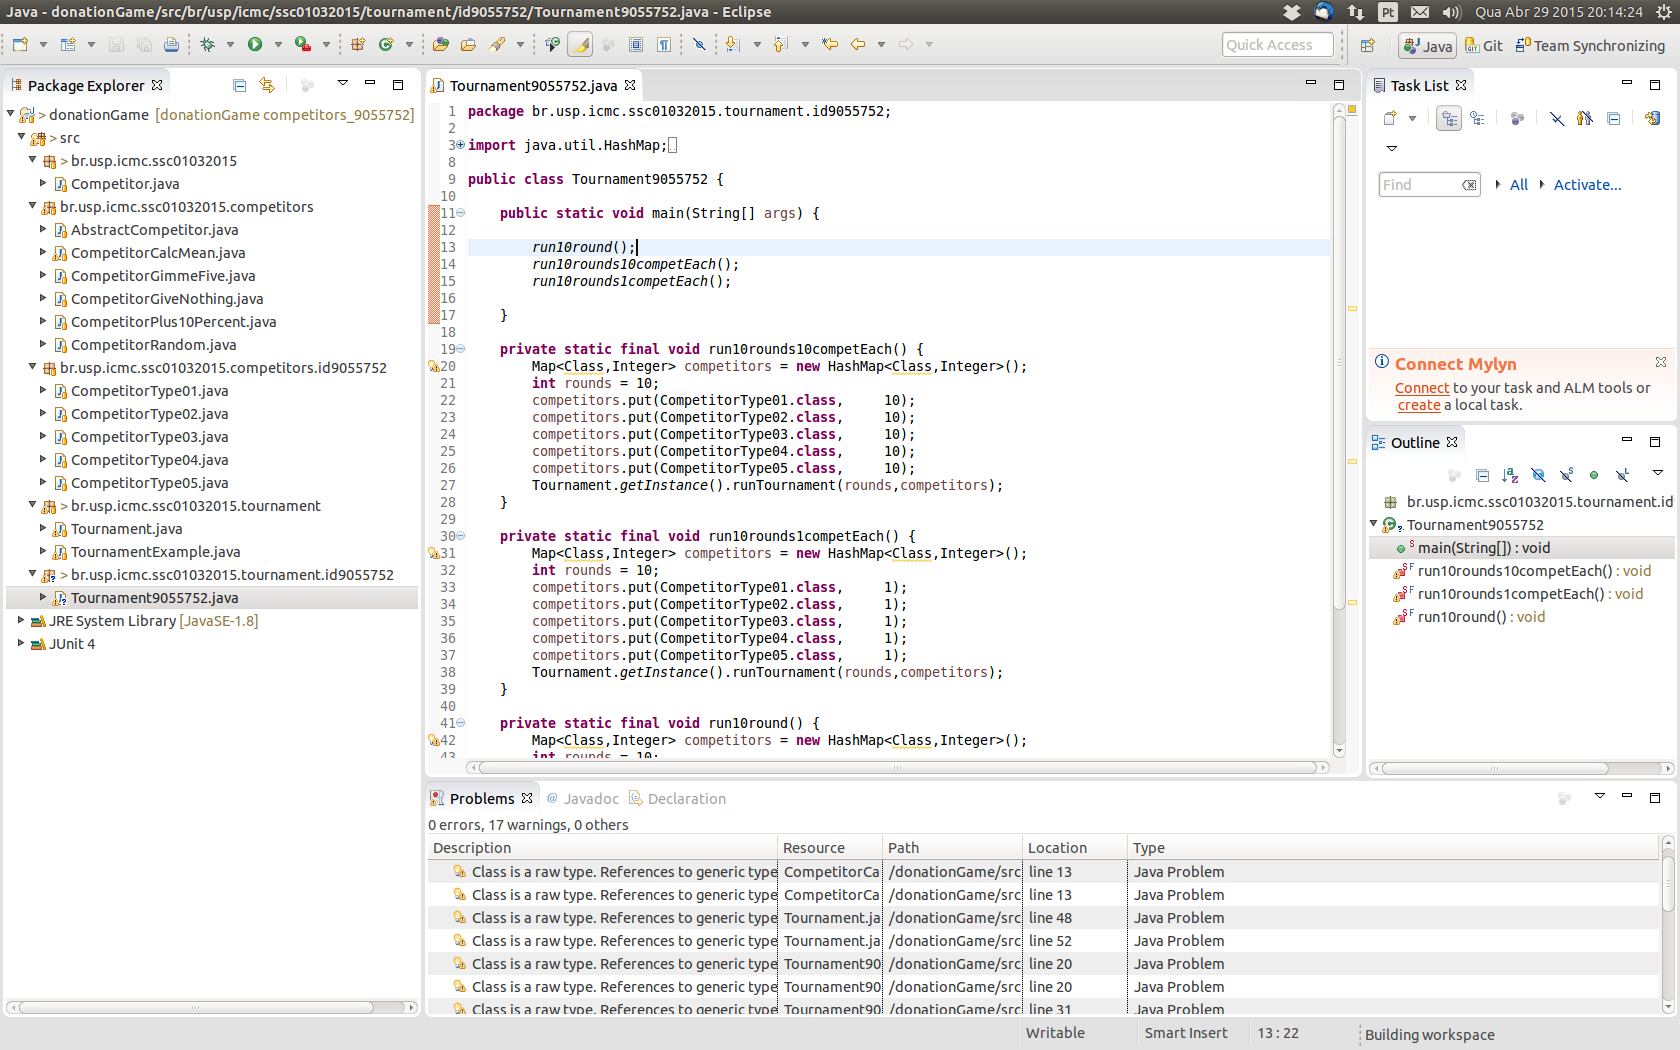 Java - donationGame/src/br/usp/icmc/ssc01032015/tournament/id9055752/Tournament9055752.java - Eclipse
Pt
Qua Abr 29 2015 20:14:24
Quick Access
Java
Git
Team Synchronizing
Package Explorer
> donationGame [donationGame competitors_9055752]
> src
> br.usp.icmc.ssc01032015
Competitor.java
br.usp.icmc.ssc01032015.competitors
AbstractCompetitor.java
CompetitorCalcMean.java
CompetitorGimmeFive.java
CompetitorGiveNothing.java
CompetitorPlus10Percent.java
CompetitorRandom.java
br.usp.icmc.ssc01032015.competitors.id9055752
CompetitorType01.java
CompetitorType02.java
CompetitorType03.java
CompetitorType04.java
CompetitorType05.java
> br.usp.icmc.ssc01032015.tournament
Tournament.java
TournamentExample.java
> br.usp.icmc.ssc01032015.tournament.id9055752
Tournament9055752.java
JRE System Library [JavaSE-1.8]
JUnit 4
Tournament9055752.java
1 package br.usp.icmc.ssc01032015.tournament.id9055752;
2
3 import java.util.HashMap;
8
9 public class Tournament9055752 {
10
11 public static void main(String[] args) {
12
13 run10round();
14 run10rounds10competEach();
15 run10rounds1competEach();
16
17 }
18
19 private static final void run10rounds10competEach() {
20 Map<Class,Integer> competitors = new HashMap<Class,Integer>();
21 int rounds = 10;
22 competitors.put(CompetitorType01.class, 10);
23 competitors.put(CompetitorType02.class, 10);
24 competitors.put(CompetitorType03.class, 10);
25 competitors.put(CompetitorType04.class, 10);
26 competitors.put(CompetitorType05.class, 10);
27 Tournament.getInstance().runTournament(rounds,competitors);
28 }
29
30 private static final void run10rounds1competEach() {
31 Map<Class,Integer> competitors = new HashMap<Class,Integer>();
32 int rounds = 10;
33 competitors.put(CompetitorType01.class, 1);
34 competitors.put(CompetitorType02.class, 1);
35 competitors.put(CompetitorType03.class, 1);
36 competitors.put(CompetitorType04.class, 1);
37 competitors.put(CompetitorType05.class, 1);
38 Tournament.getInstance().runTournament(rounds,competitors);
39 }
40
41 private static final void run10round() {
42 Map<Class,Integer> competitors = new HashMap<Class,Integer>();
43 int rounds = 10;
Task List
Find
All
Activate...
Connect Mylyn
Connect to your task and ALM tools or
create a local task.
Outline
br.usp.icmc.ssc01032015.tournament.id
Tournament9055752
main(String[]) : void
run10rounds10competEach() : void
run10rounds1competEach() : void
run10round() : void
Problems
@ Javadoc
Declaration
0 errors, 17 warnings, 0 others
Description Resource Path Location Type
Class is a raw type. References to generic type CompetitorCa /donationGame/src line 13 Java Problem
Class is a raw type. References to generic type CompetitorCa /donationGame/src line 13 Java Problem
Class is a raw type. References to generic type Tournament.ja /donationGame/src line 48 Java Problem
Class is a raw type. References to generic type Tournament.ja /donationGame/src line 52 Java Problem
Class is a raw type. References to generic type Tournament90 /donationGame/src line 20 Java Problem
Class is a raw type. References to generic type Tournament90 /donationGame/src line 20 Java Problem
Class is a raw type. References to generic type Tournament90 /donationGame/src line 31 Java Problem
Writable
Smart Insert
13 : 22
Building workspace